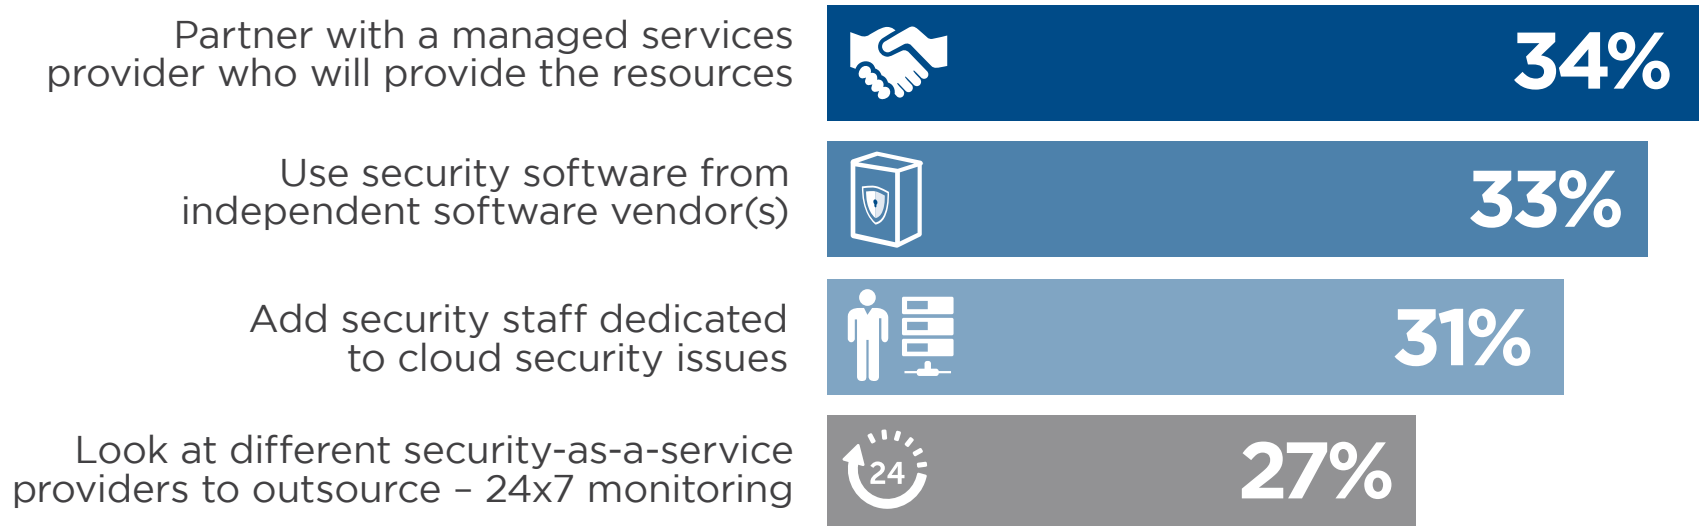 Partner with a managed services
provider who will provide the resources
34%
Use security software from
independent software vendor(s)
33%
Add security staff dedicated
to cloud security issues
31%
Look at different security-as-a-service
providers to outsource – 24x7 monitoring
24
27%